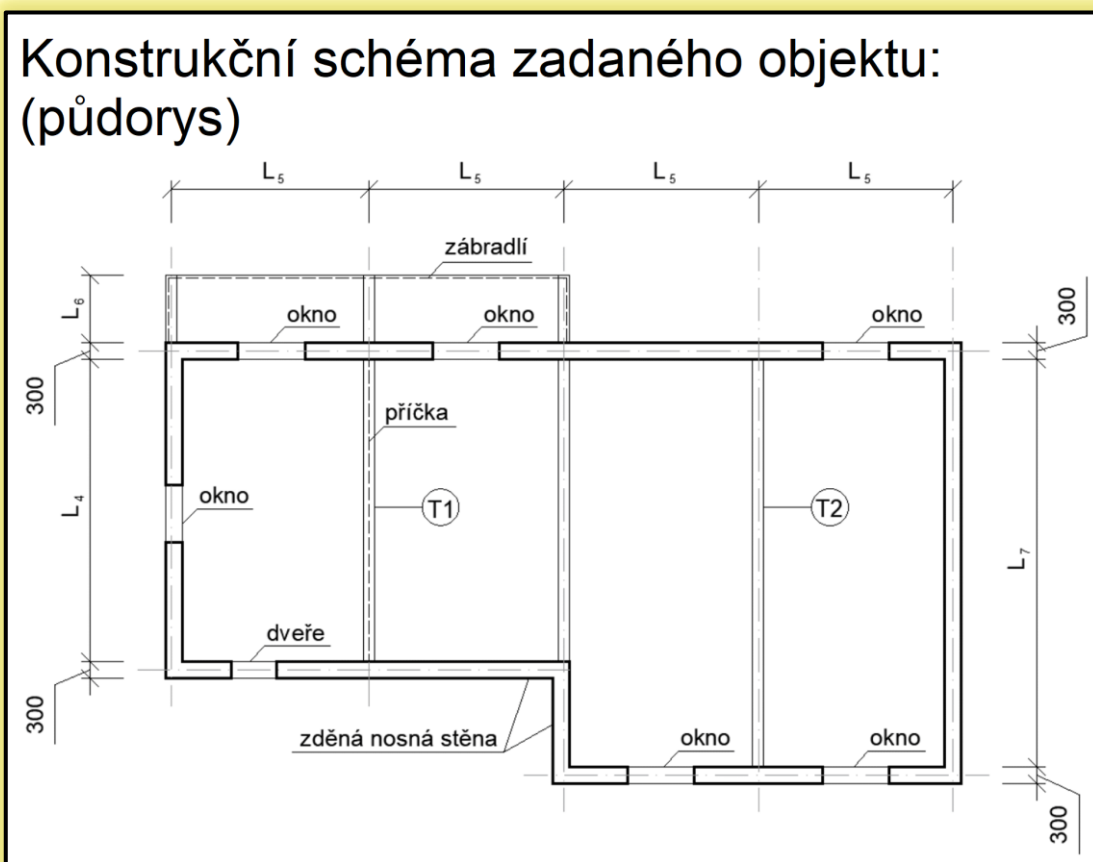 Konstrukční schéma zadaného objektu:
(půdorys)
L5 L5 L5 L5
zábradlí
L6
okno okno okno
300
300
příčka
L4
okno
T1 T2
L7
dveře
300
zděná nosná stěna
okno okno
300